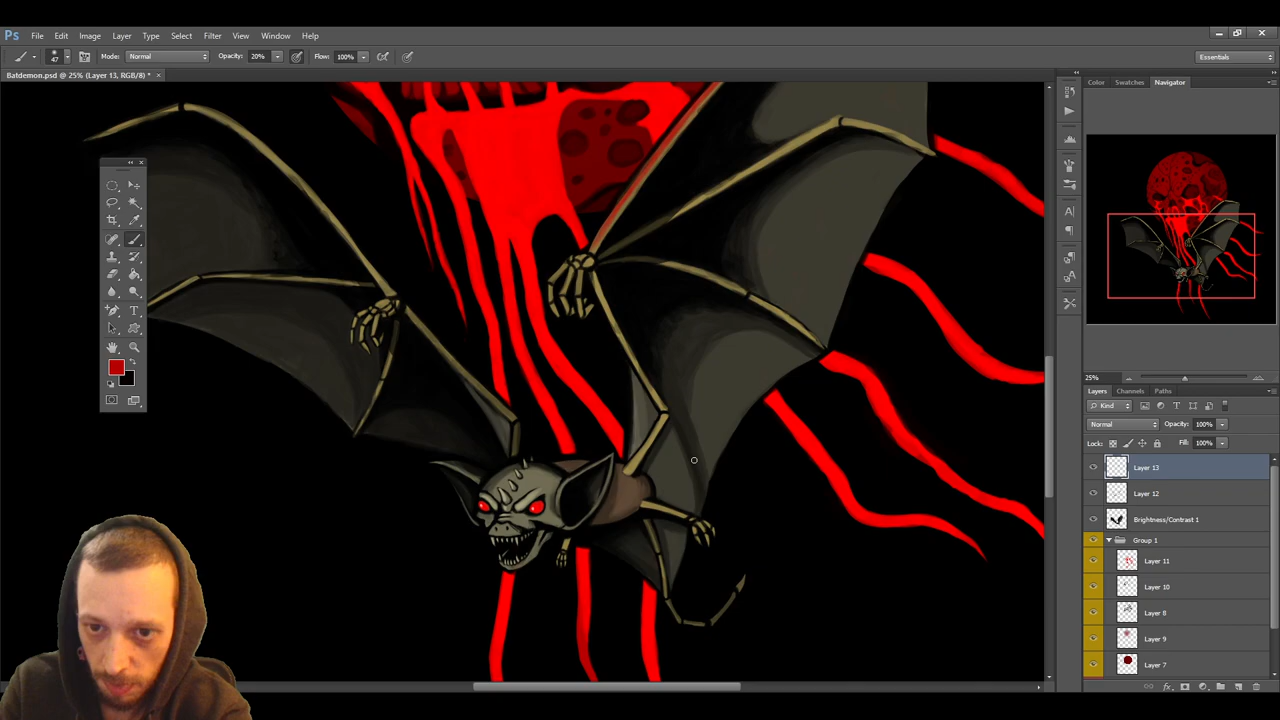 Ps File Edit Image Layer Type Select Filter View Window Help
47 Mode: Normal Opacity: 20% Flow: 100% Essentials
Batdemon.psd @ 25% (Layer 13, RGB/8) *
Color Swatches Navigator
25%
Layers Channels Paths
Kind
Normal Opacity: 100%
Lock: Fill: 100%
Layer 13
Layer 12
Brightness/Contrast 1
Group 1
Layer 11
Layer 10
Layer 8
Layer 9
Layer 7